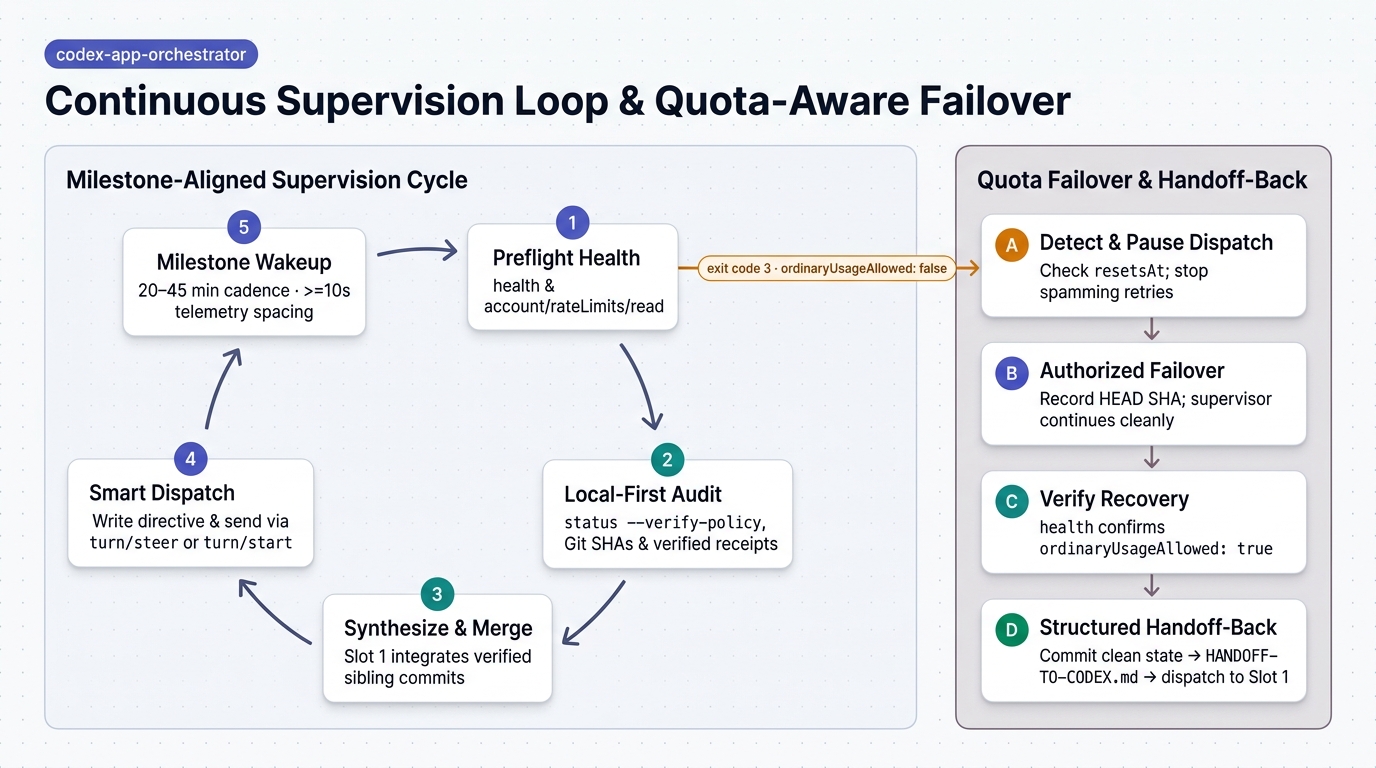 codex-app-orchestrator
Continuous Supervision Loop & Quota-Aware Failover
Milestone-Aligned Supervision Cycle
1
Preflight Health
health &
account/rateLimits/read
exit code 3 · ordinaryUsageAllowed: false
2
Local-First Audit
status --verify-policy,
Git SHAs & verified receipts
3
Synthesize & Merge
Slot 1 integrates verified
sibling commits
4
Smart Dispatch
Write directive & send via
turn/steer or turn/start
5
Milestone Wakeup
20–45 min cadence · >=10s
telemetry spacing
Quota Failover & Handoff-Back
A
Detect & Pause Dispatch
Check resetsAt; stop
spamming retries
B
Authorized Failover
Record HEAD SHA; supervisor
continues cleanly
C
Verify Recovery
health confirms
ordinaryUsageAllowed: true
D
Structured Handoff-Back
Commit clean state → HANDOFF-
TO-CODEX.md → dispatch to Slot 1